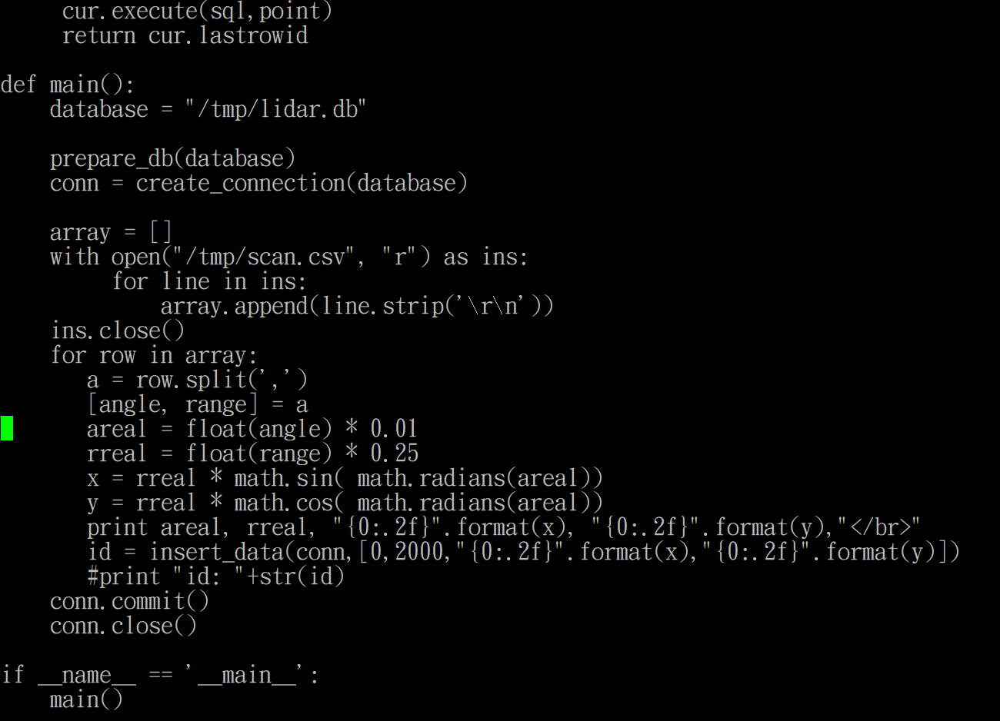 cur.execute(sql,point)
return cur.lastrowid
def main():
database = "/tmp/lidar.db"
prepare_db(database)
conn = create_connection(database)
array = []
with open("/tmp/scan.csv", "r") as ins:
for line in ins:
array.append(line.strip('\r\n'))
ins.close()
for row in array:
a = row.split(',')
[angle, range] = a
areal = float(angle) * 0.01
rreal = float(range) * 0.25
x = rreal * math.sin( math.radians(areal))
y = rreal * math.cos( math.radians(areal))
print areal, rreal, "{0:.2f}".format(x), "{0:.2f}".format(y),"</br>"
id = insert_data(conn,[0,2000,"{0:.2f}".format(x),"{0:.2f}".format(y)])
#print "id: "+str(id)
conn.commit()
conn.close()
if __name__ == '__main__':
main()